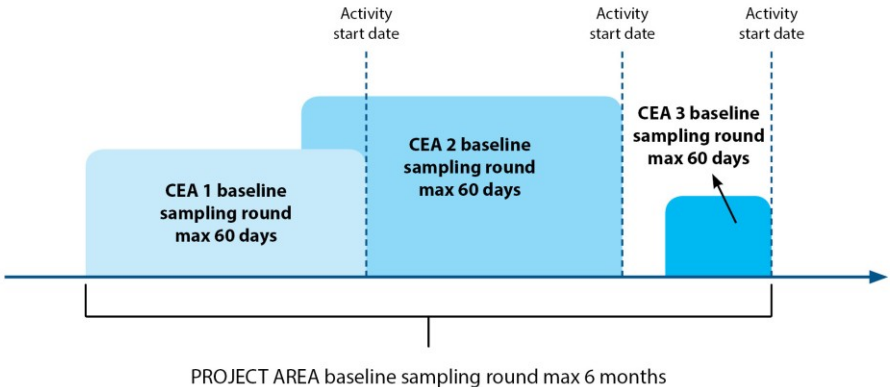 Activity
start date
Activity
start date
Activity
start date
CEA 1 baseline
sampling round
max 60 days
CEA 2 baseline
sampling round
max 60 days
CEA 3 baseline
sampling round
max 60 days
PROJECT AREA baseline sampling round max 6 months